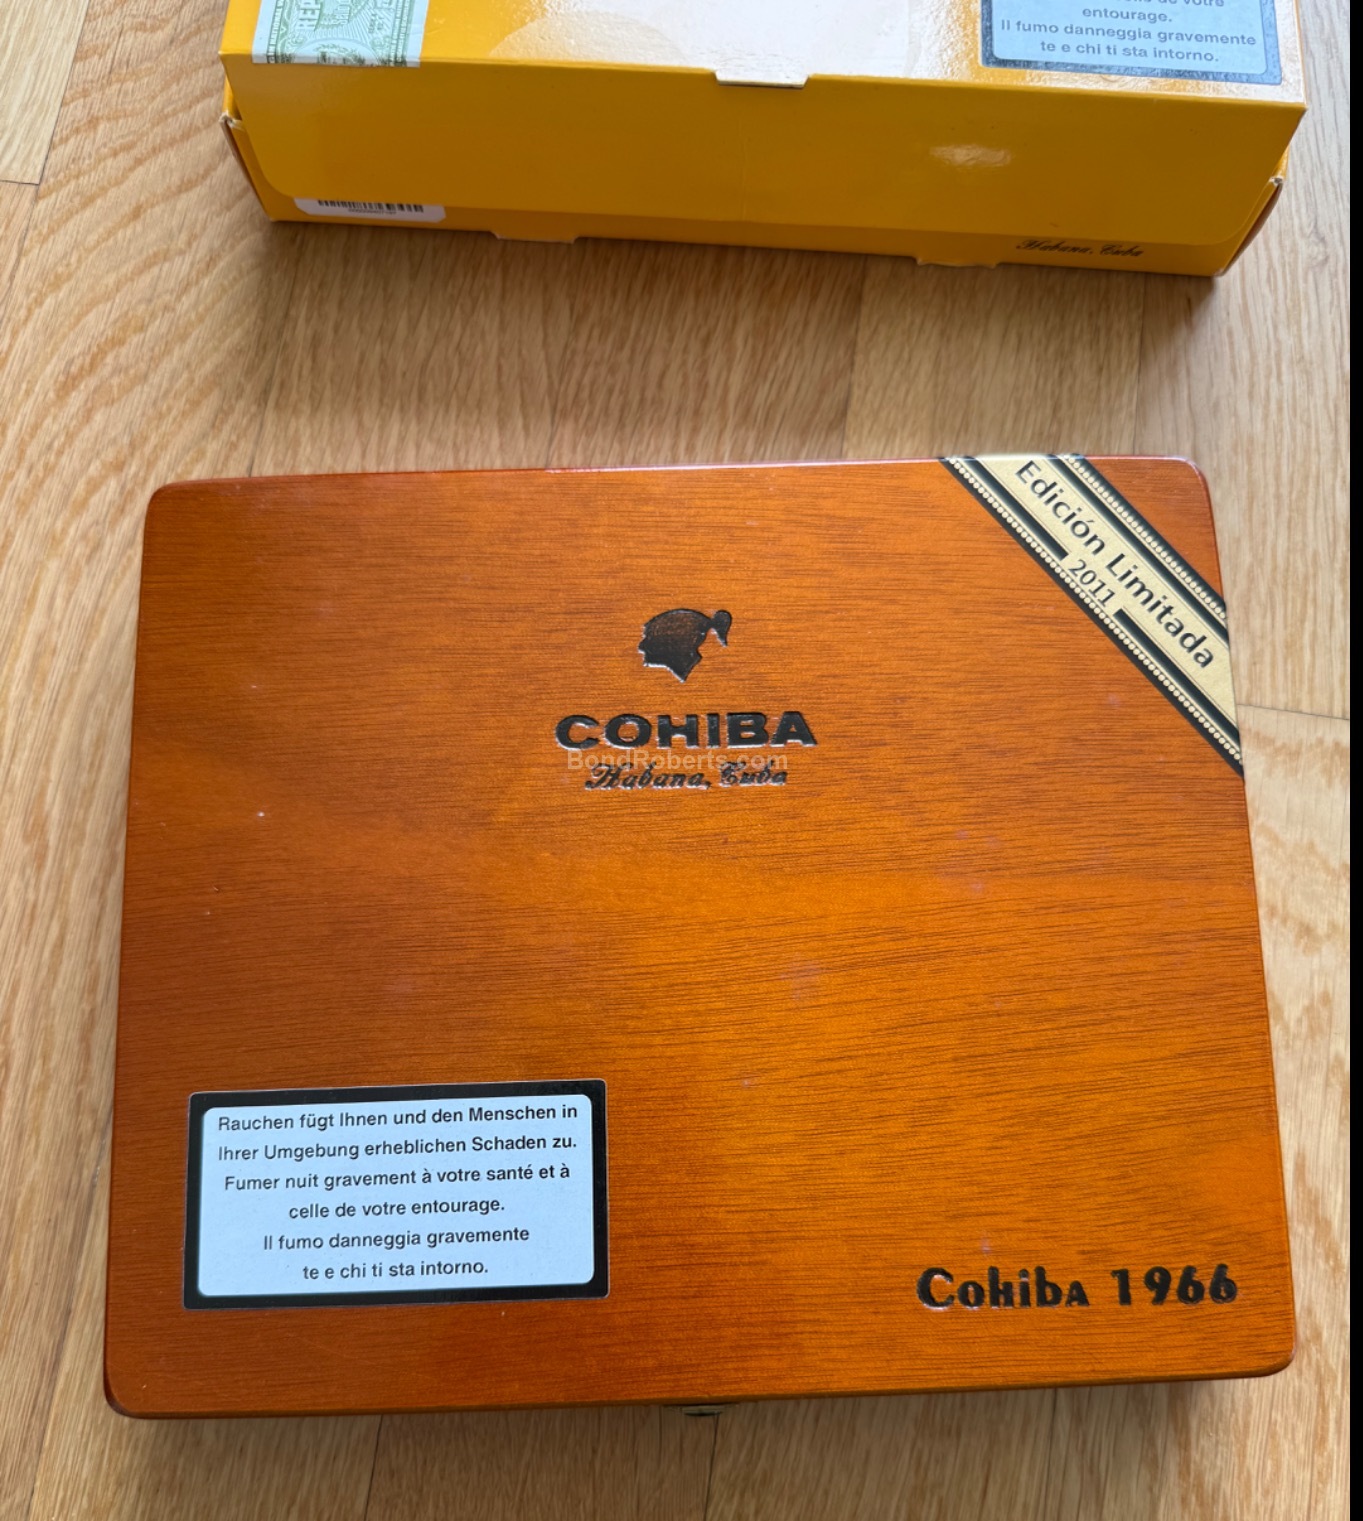 REP
votre
entourage.
Il fumo danneggia gravemente
te e chi ti sta intorno.
Habana, Cuba
Edición Limitada
2011
COHIBA
BondRoberts.com
Habana, Cuba
Rauchen fügt Ihnen und den Menschen in
Ihrer Umgebung erheblichen Schaden zu.
Fumer nuit gravement à votre santé et à
celle de votre entourage.
Il fumo danneggia gravemente
te e chi ti sta intorno.
Cohiba 1966